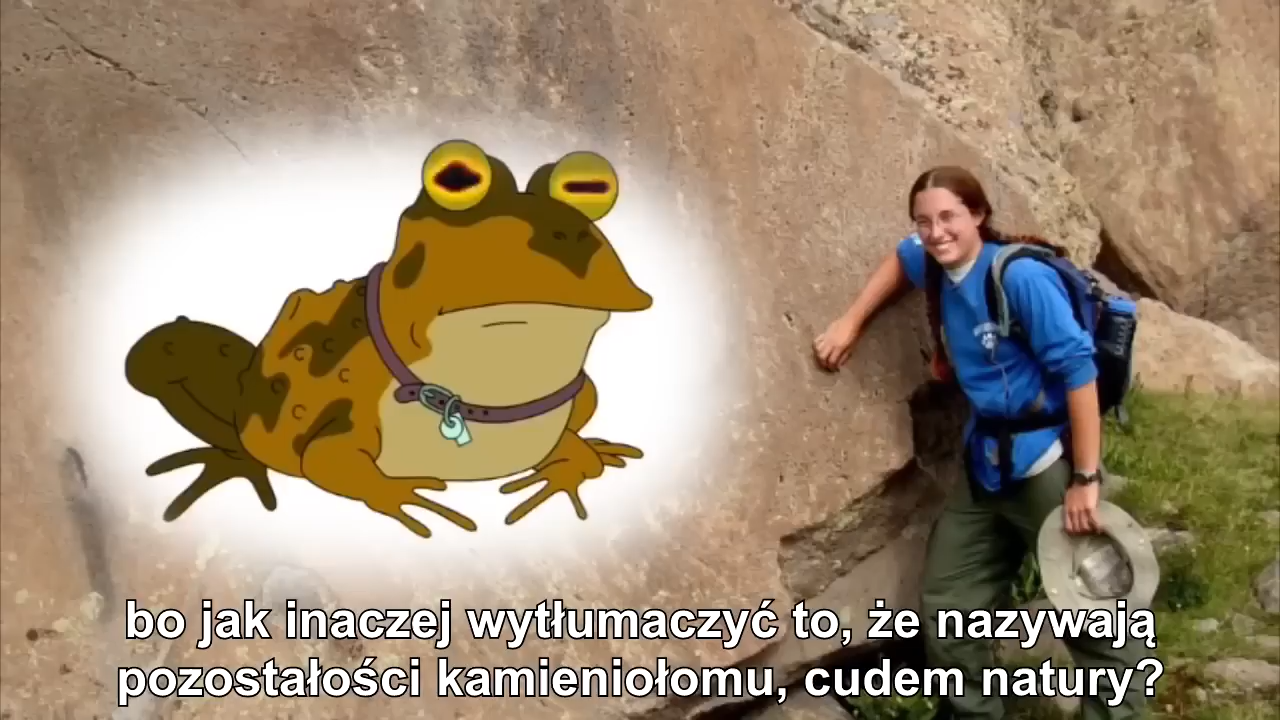 bo jak inaczej wytłumaczyć to, że nazywają
pozostałości kamieniołomu, cudem natury?